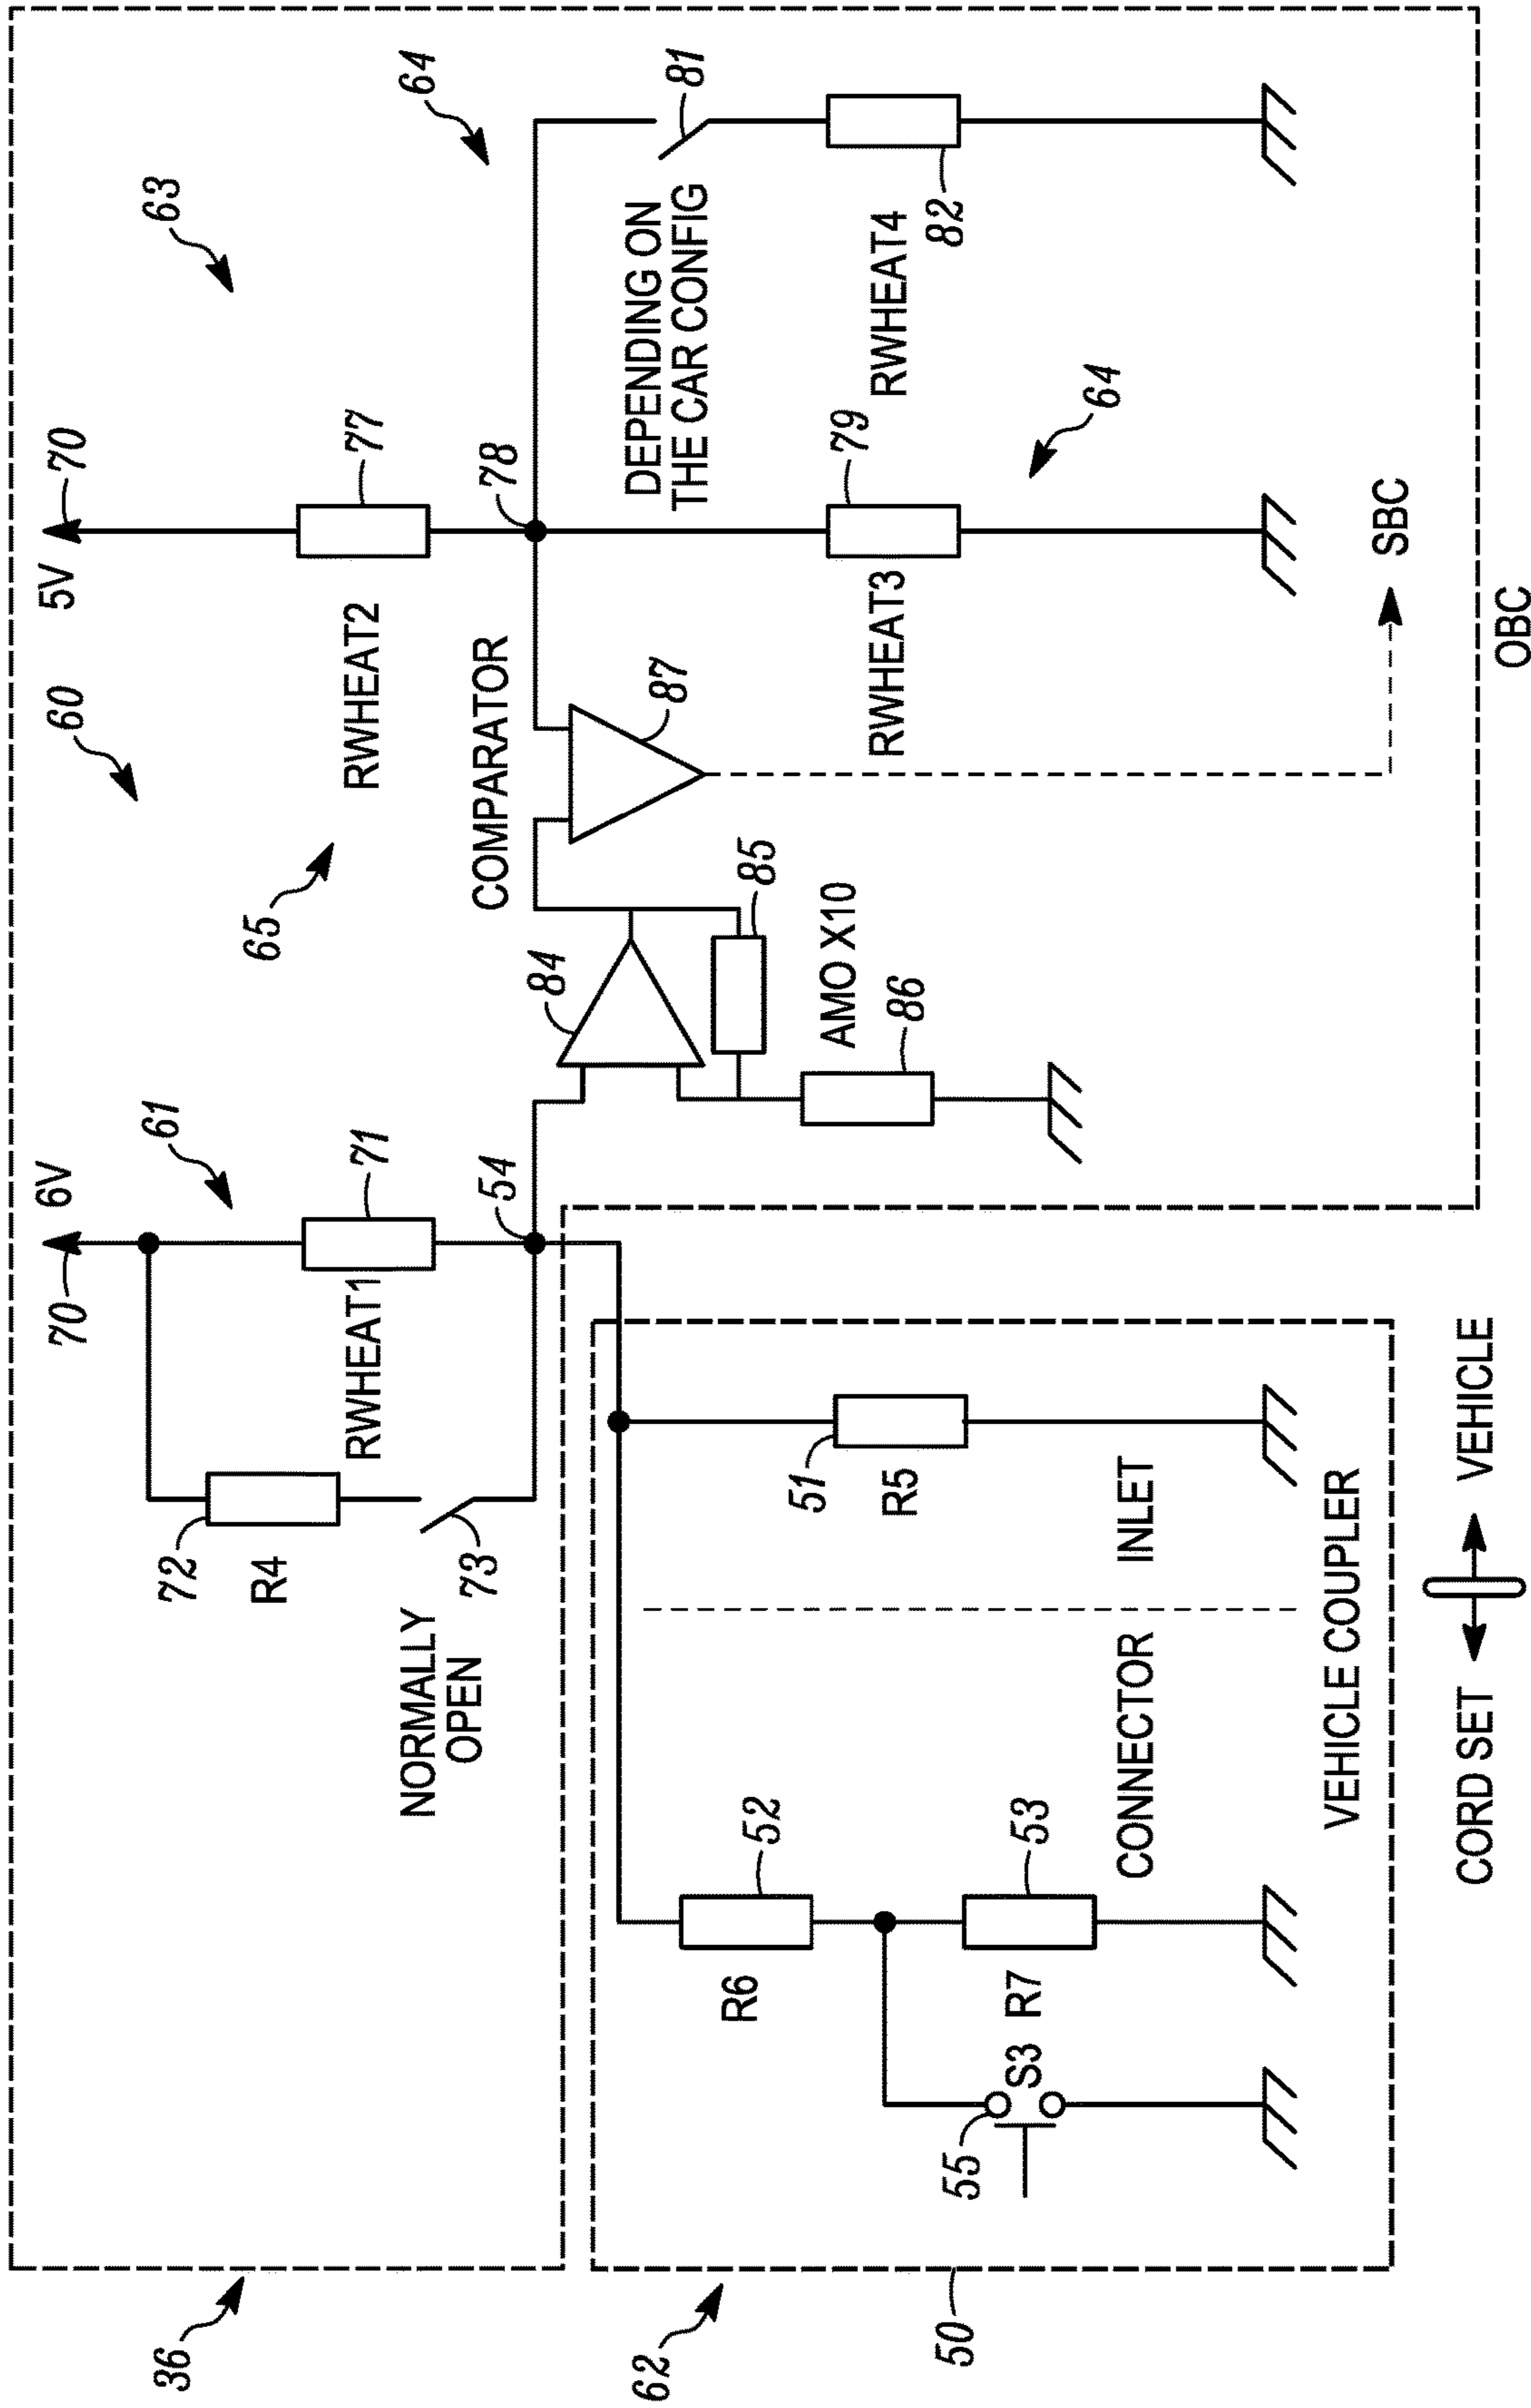 36
60
63
70
6V
61
70
5V
65
64
72
R4
RWHEAT1
71
RWHEAT2
77
NORMALLY
OPEN
73
54
COMPARATOR
78
84
87
DEPENDING ON
THE CAR CONFIG
81
62
85
AMO X10
86
RWHEAT3
79
RWHEAT4
82
R6
52
51
R5
64
55
S3
R7
53
CONNECTOR
INLET
SBC
50
VEHICLE COUPLER
CORD SET
VEHICLE
OBC